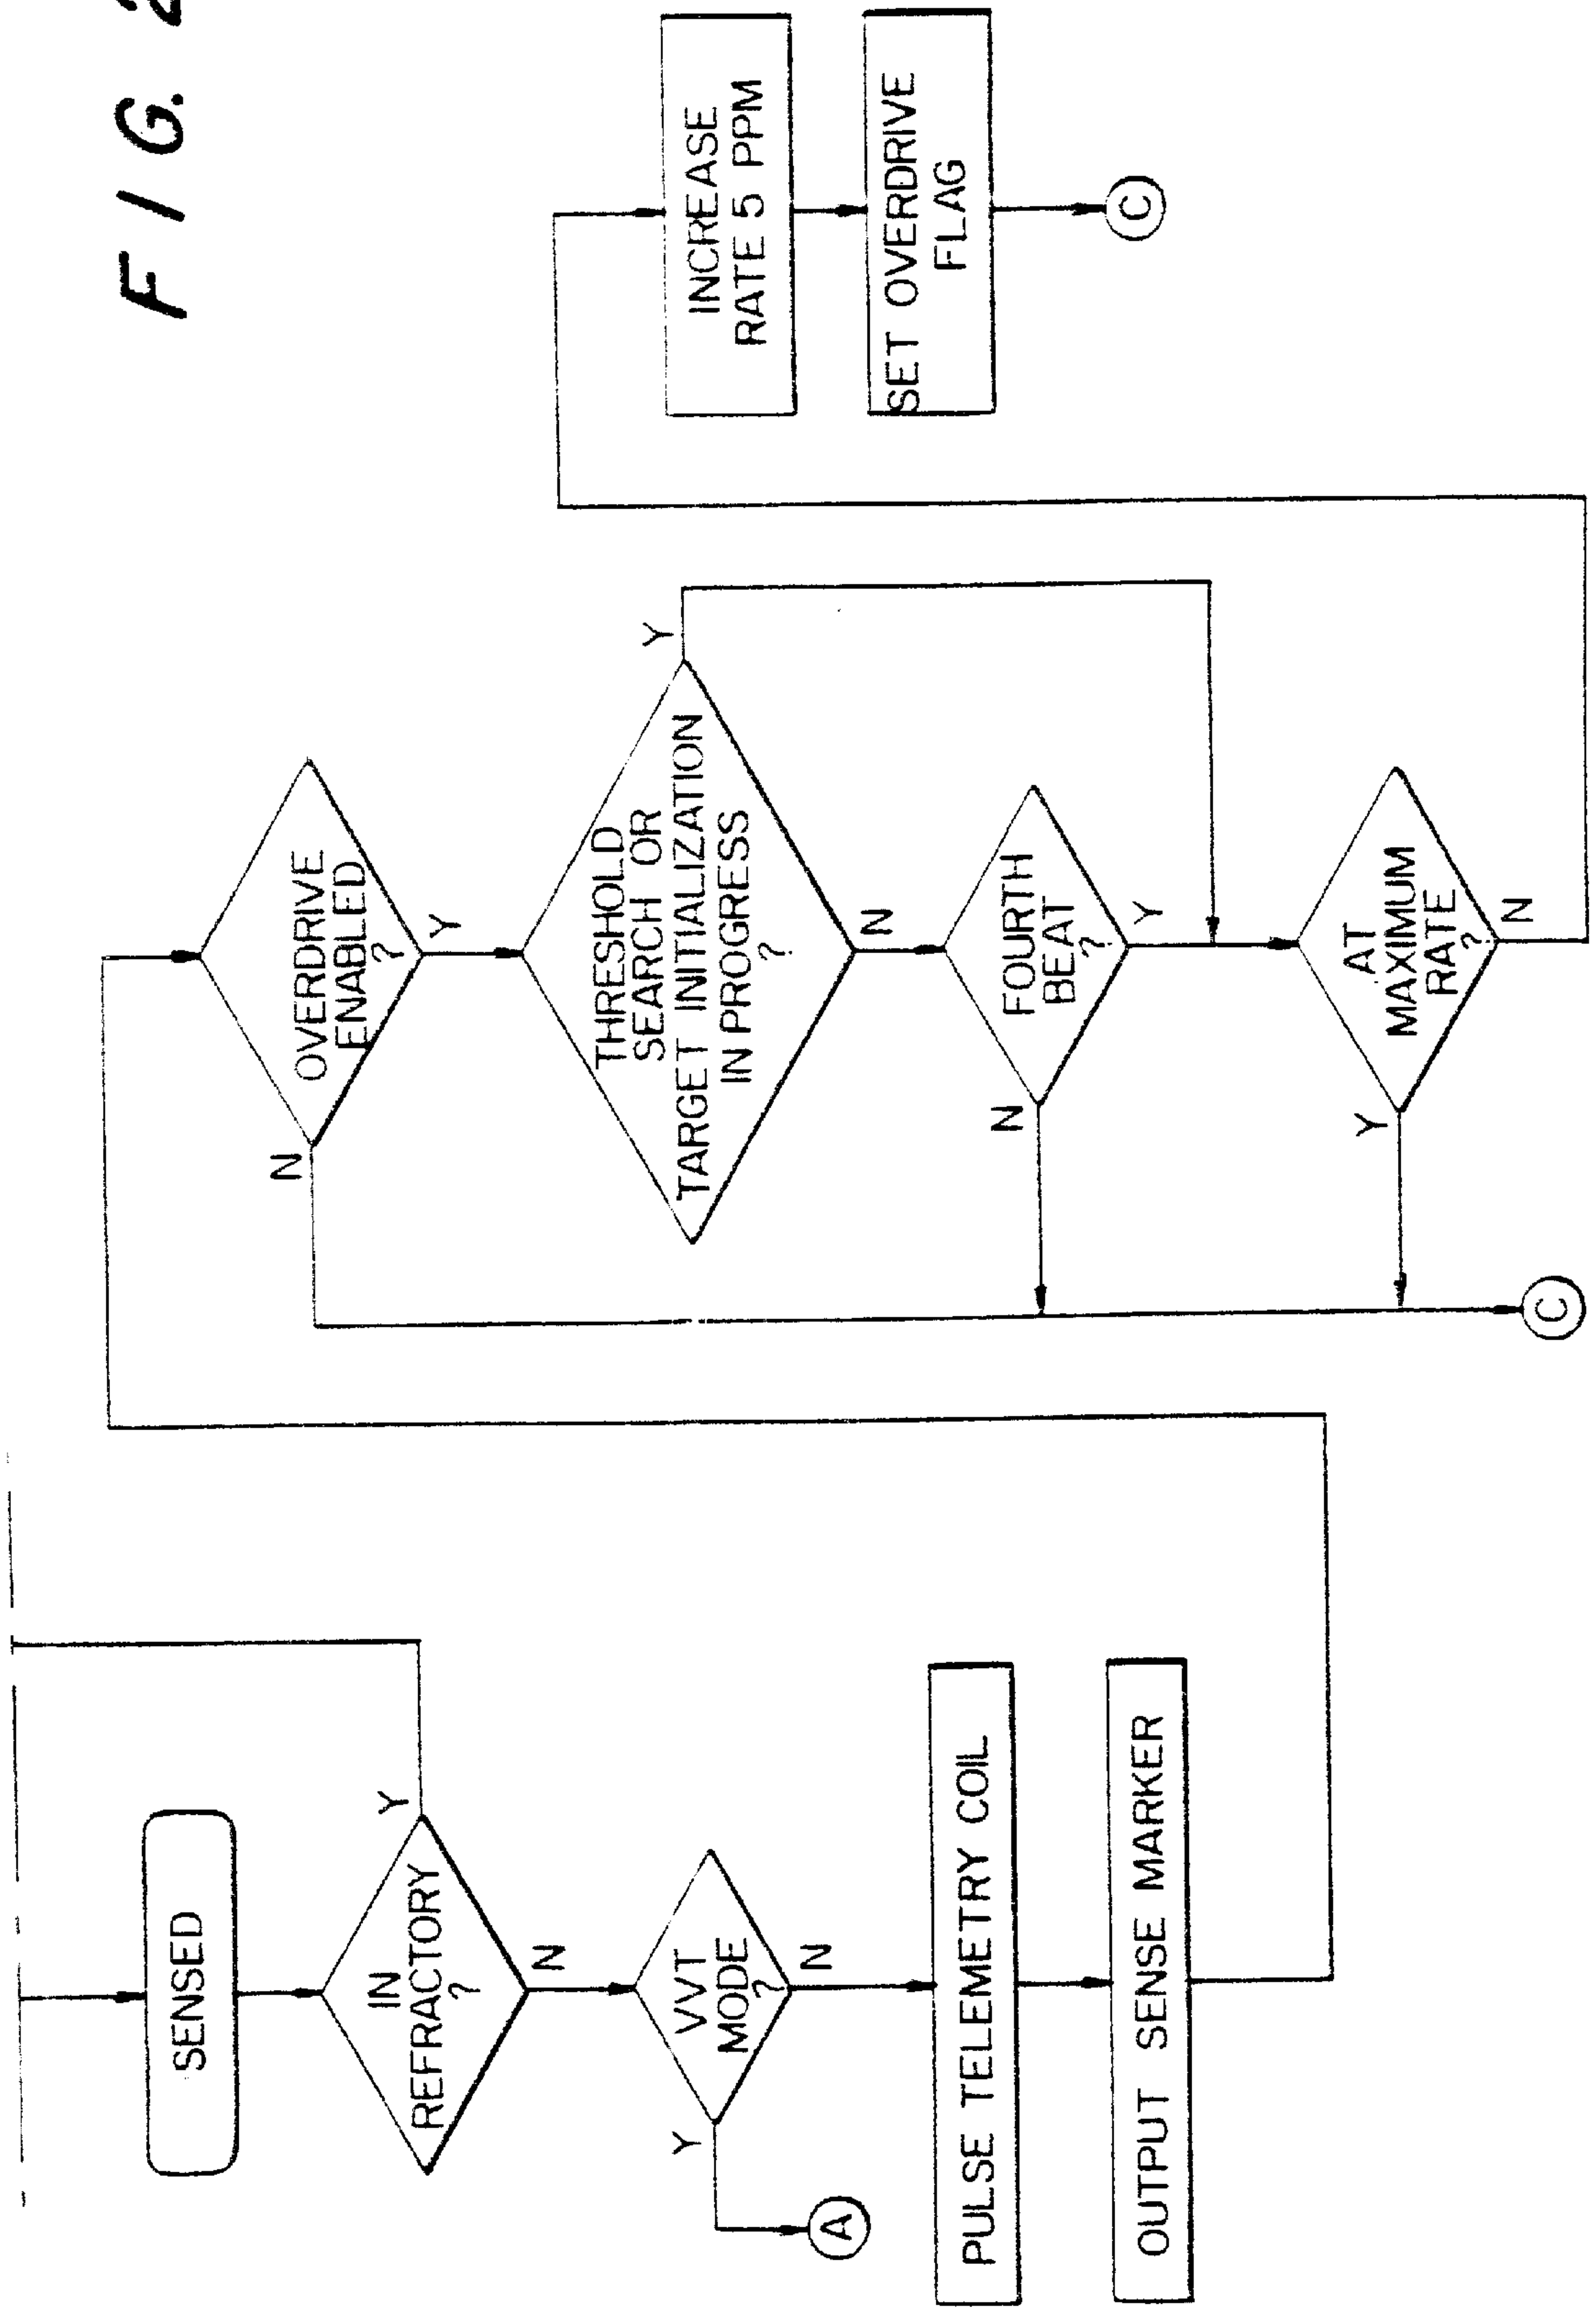 FIG. 2
SENSED
IN
REFRACTORY
?
Y
N
VVT
MODE
?
Y
N
A
PULSE TELEMETRY COIL
OUTPUT SENSE MARKER
OVERDRIVE
ENABLED
?
N
Y
THRESHOLD
SEARCH OR
TARGET INITIALIZATION
IN PROGRESS
?
Y
N
FOURTH
BEAT
?
N
Y
AT
MAXIMUM
RATE
?
Y
N
C
INCREASE
RATE 5 PPM
SET OVERDRIVE
FLAG
C